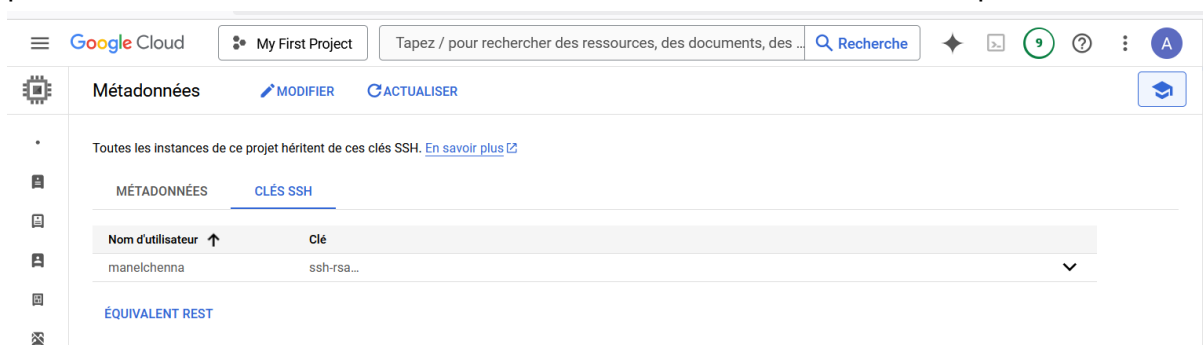 Google Cloud
My First Project
Tapez / pour rechercher des ressources, des documents, des ...
Recherche
9
A
Métadonnées
MODIFIER
ACTUALISER
Toutes les instances de ce projet héritent de ces clés SSH. En savoir plus
MÉTADONNÉES
CLÉS SSH
Nom d'utilisateur
Clé
manelchenna
ssh-rsa...
ÉQUIVALENT REST